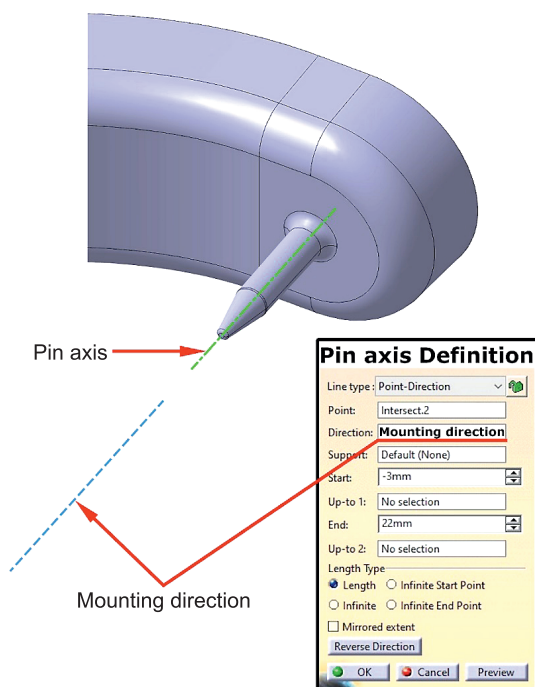 Pin axis
Pin axis Definition
Line type: Point-Direction
Point: Intersect.2
Direction: Mounting direction
Support: Default (None)
Start: -3mm
Up-to 1: No selection
End: 22mm
Up-to 2: No selection
Length Type
Length Infinite Start Point
Infinite Infinite End Point
Mirrored extent
Reverse Direction
OK Cancel Preview
Mounting direction